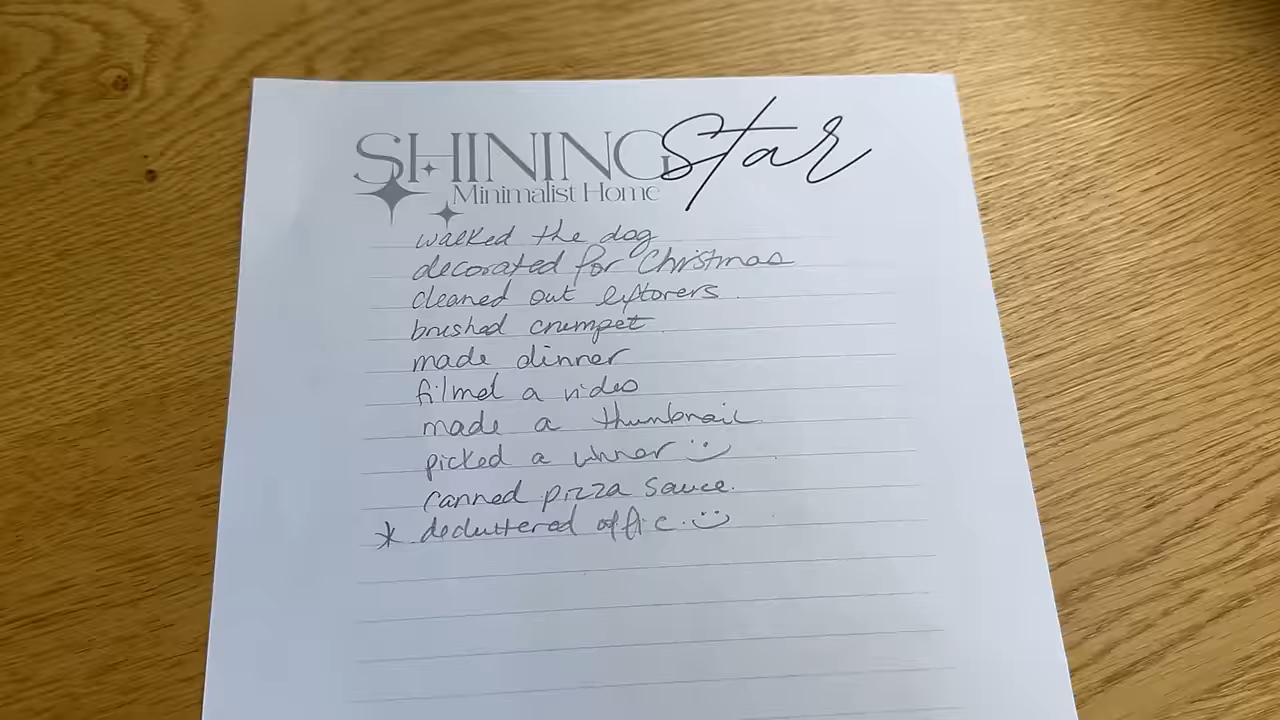 SHINING Star
Minimalist Home
walked the dog
decorated for Christmas
cleaned out leftovers.
brushed crumpet
made dinner
filmed a video
made a thumbnail
picked a winner :)
canned pizza sauce.
* decluttered office. :)